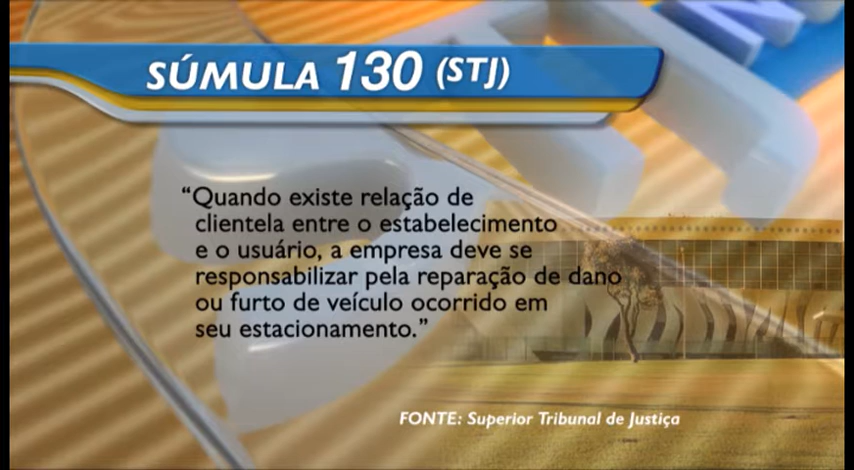 SÚMULA 130 (STJ)
“Quando existe relação de
clientela entre o estabelecimento
e o usuário, a empresa deve se
responsabilizar pela reparação de dano
ou furto de veículo ocorrido em
seu estacionamento.”
FONTE: Superior Tribunal de Justiça